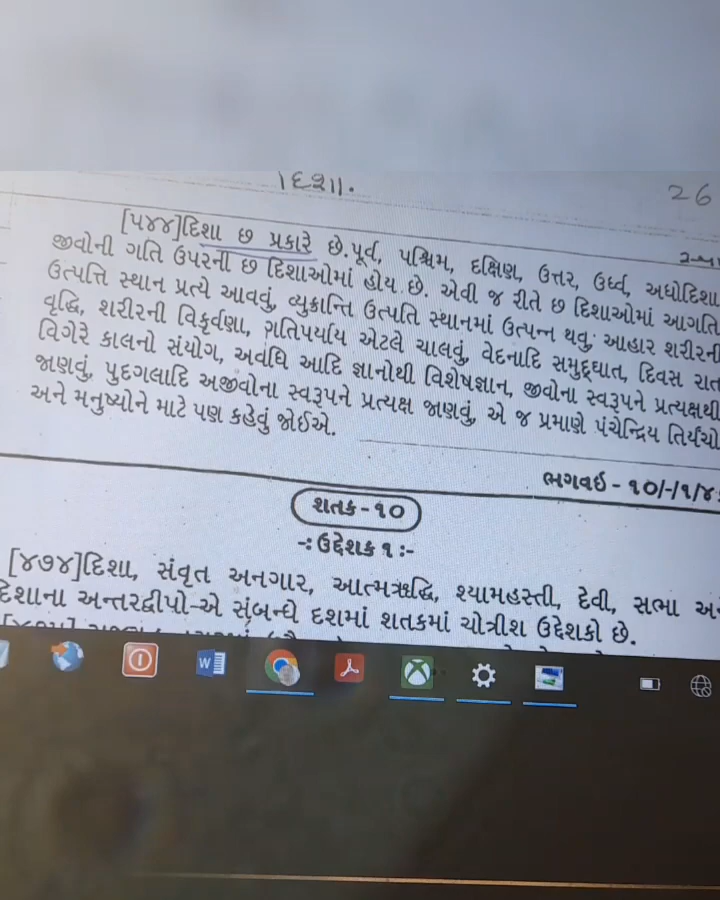 ।દિશા.
26
[૫૪૪]દિશા છ પ્રકારે છે.પૂર્વ, પશ્ચિમ, દક્ષિણ, ઉત્તર, ઉર્ધ્વ, અધોદિશા
જીવોની ગતિ ઉપરની છ દિશાઓમાં હોય છે. એવી જ રીતે છ દિશાઓમાં આગતિ
ઉત્પત્તિ સ્થાન પ્રત્યે આવવું, વ્યુક્રાન્તિ ઉત્પતિ સ્થાનમાં ઉત્પન્ન થવુ; આહાર શરીરની
વૃદ્ધિ, શરીરની વિકૃર્વણા, ગતિપર્યાય એટલે ચાલવું, વેદનાદિ સમુદ્દઘાત, દિવસ રાત
વિગેરે કાલનો સંયોગ, અવધિ આદિ જ્ઞાનોથી વિશેષજ્ઞાન, જીવોના સ્વરૂપને પ્રત્યક્ષથી
જાણવું, પુદગલાદિ અજીવોના સ્વરૂપને પ્રત્યક્ષ જાણવું, એ જ પ્રમાણે પંચેન્દ્રિય તિર્યંચો
અને મનુષ્યોને માટે પણ કહેવું જોઈએ.
ભગવઇ - ૧૦/-/૧/૪
શતક - ૧૦
-: ઉદ્દેશક ૧ :-
[૪૭૪]દિશા, સંવૃત અનગાર, આત્મઋદ્ધિ, શ્યામહસ્તી, દેવી, સભા અ
દિશાના અન્તરદ્વીપો-એ સંબન્ધે દશમાં શતકમાં ચોત્રીશ ઉદ્દેશકો છે.